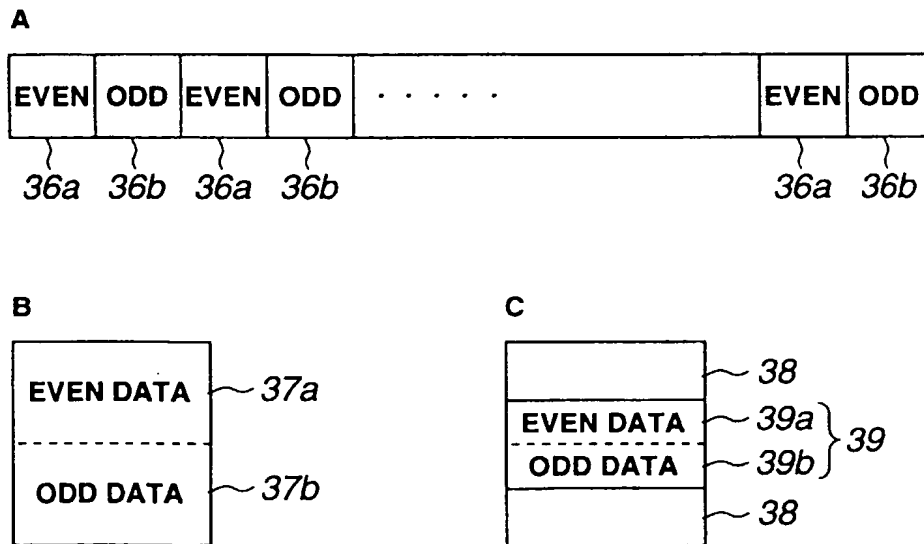 A
EVEN ODD EVEN ODD . . . . . EVEN ODD
36a 36b 36a 36b 36a 36b
B
EVEN DATA 37a
ODD DATA 37b
C
38
EVEN DATA 39a
39
ODD DATA 39b
38